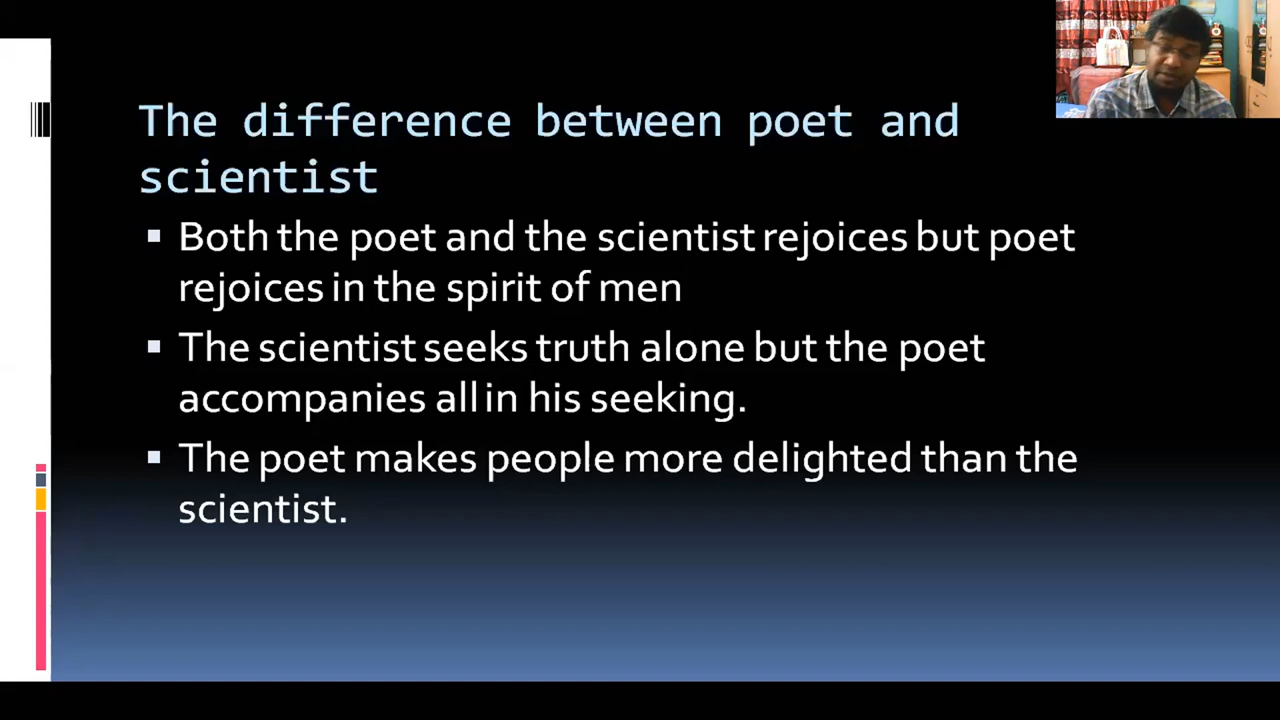 The difference between poet and
scientist
Both the poet and the scientist rejoices but poet
rejoices in the spirit of men
The scientist seeks truth alone but the poet
accompanies all in his seeking.
The poet makes people more delighted than the
scientist.